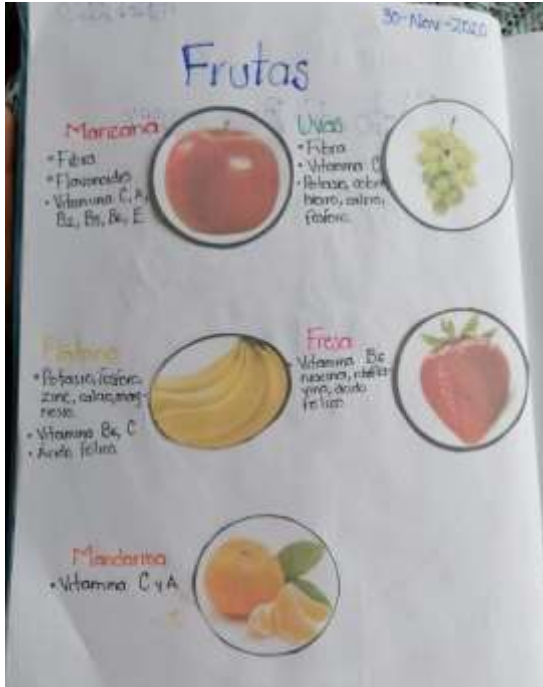 30-Nov-2020
Frutas
Manzana
• Fibra
• Flavonoides
• Vitamina C, A,
B2, B5, B6, E
Uvas
• Fibra
• Vitamina C
• Potasio, cobre
hierro, calcio,
fósforo.
Plátano
• Potasio, fósforo,
zinc, calcio, mag-
nesio.
• Vitamina B6, C
• Ácido fólico
Fresa
Vitamina B6
niacina, ribofla-
vina, ácido
fólico
Mandarina
• Vitamina C y A